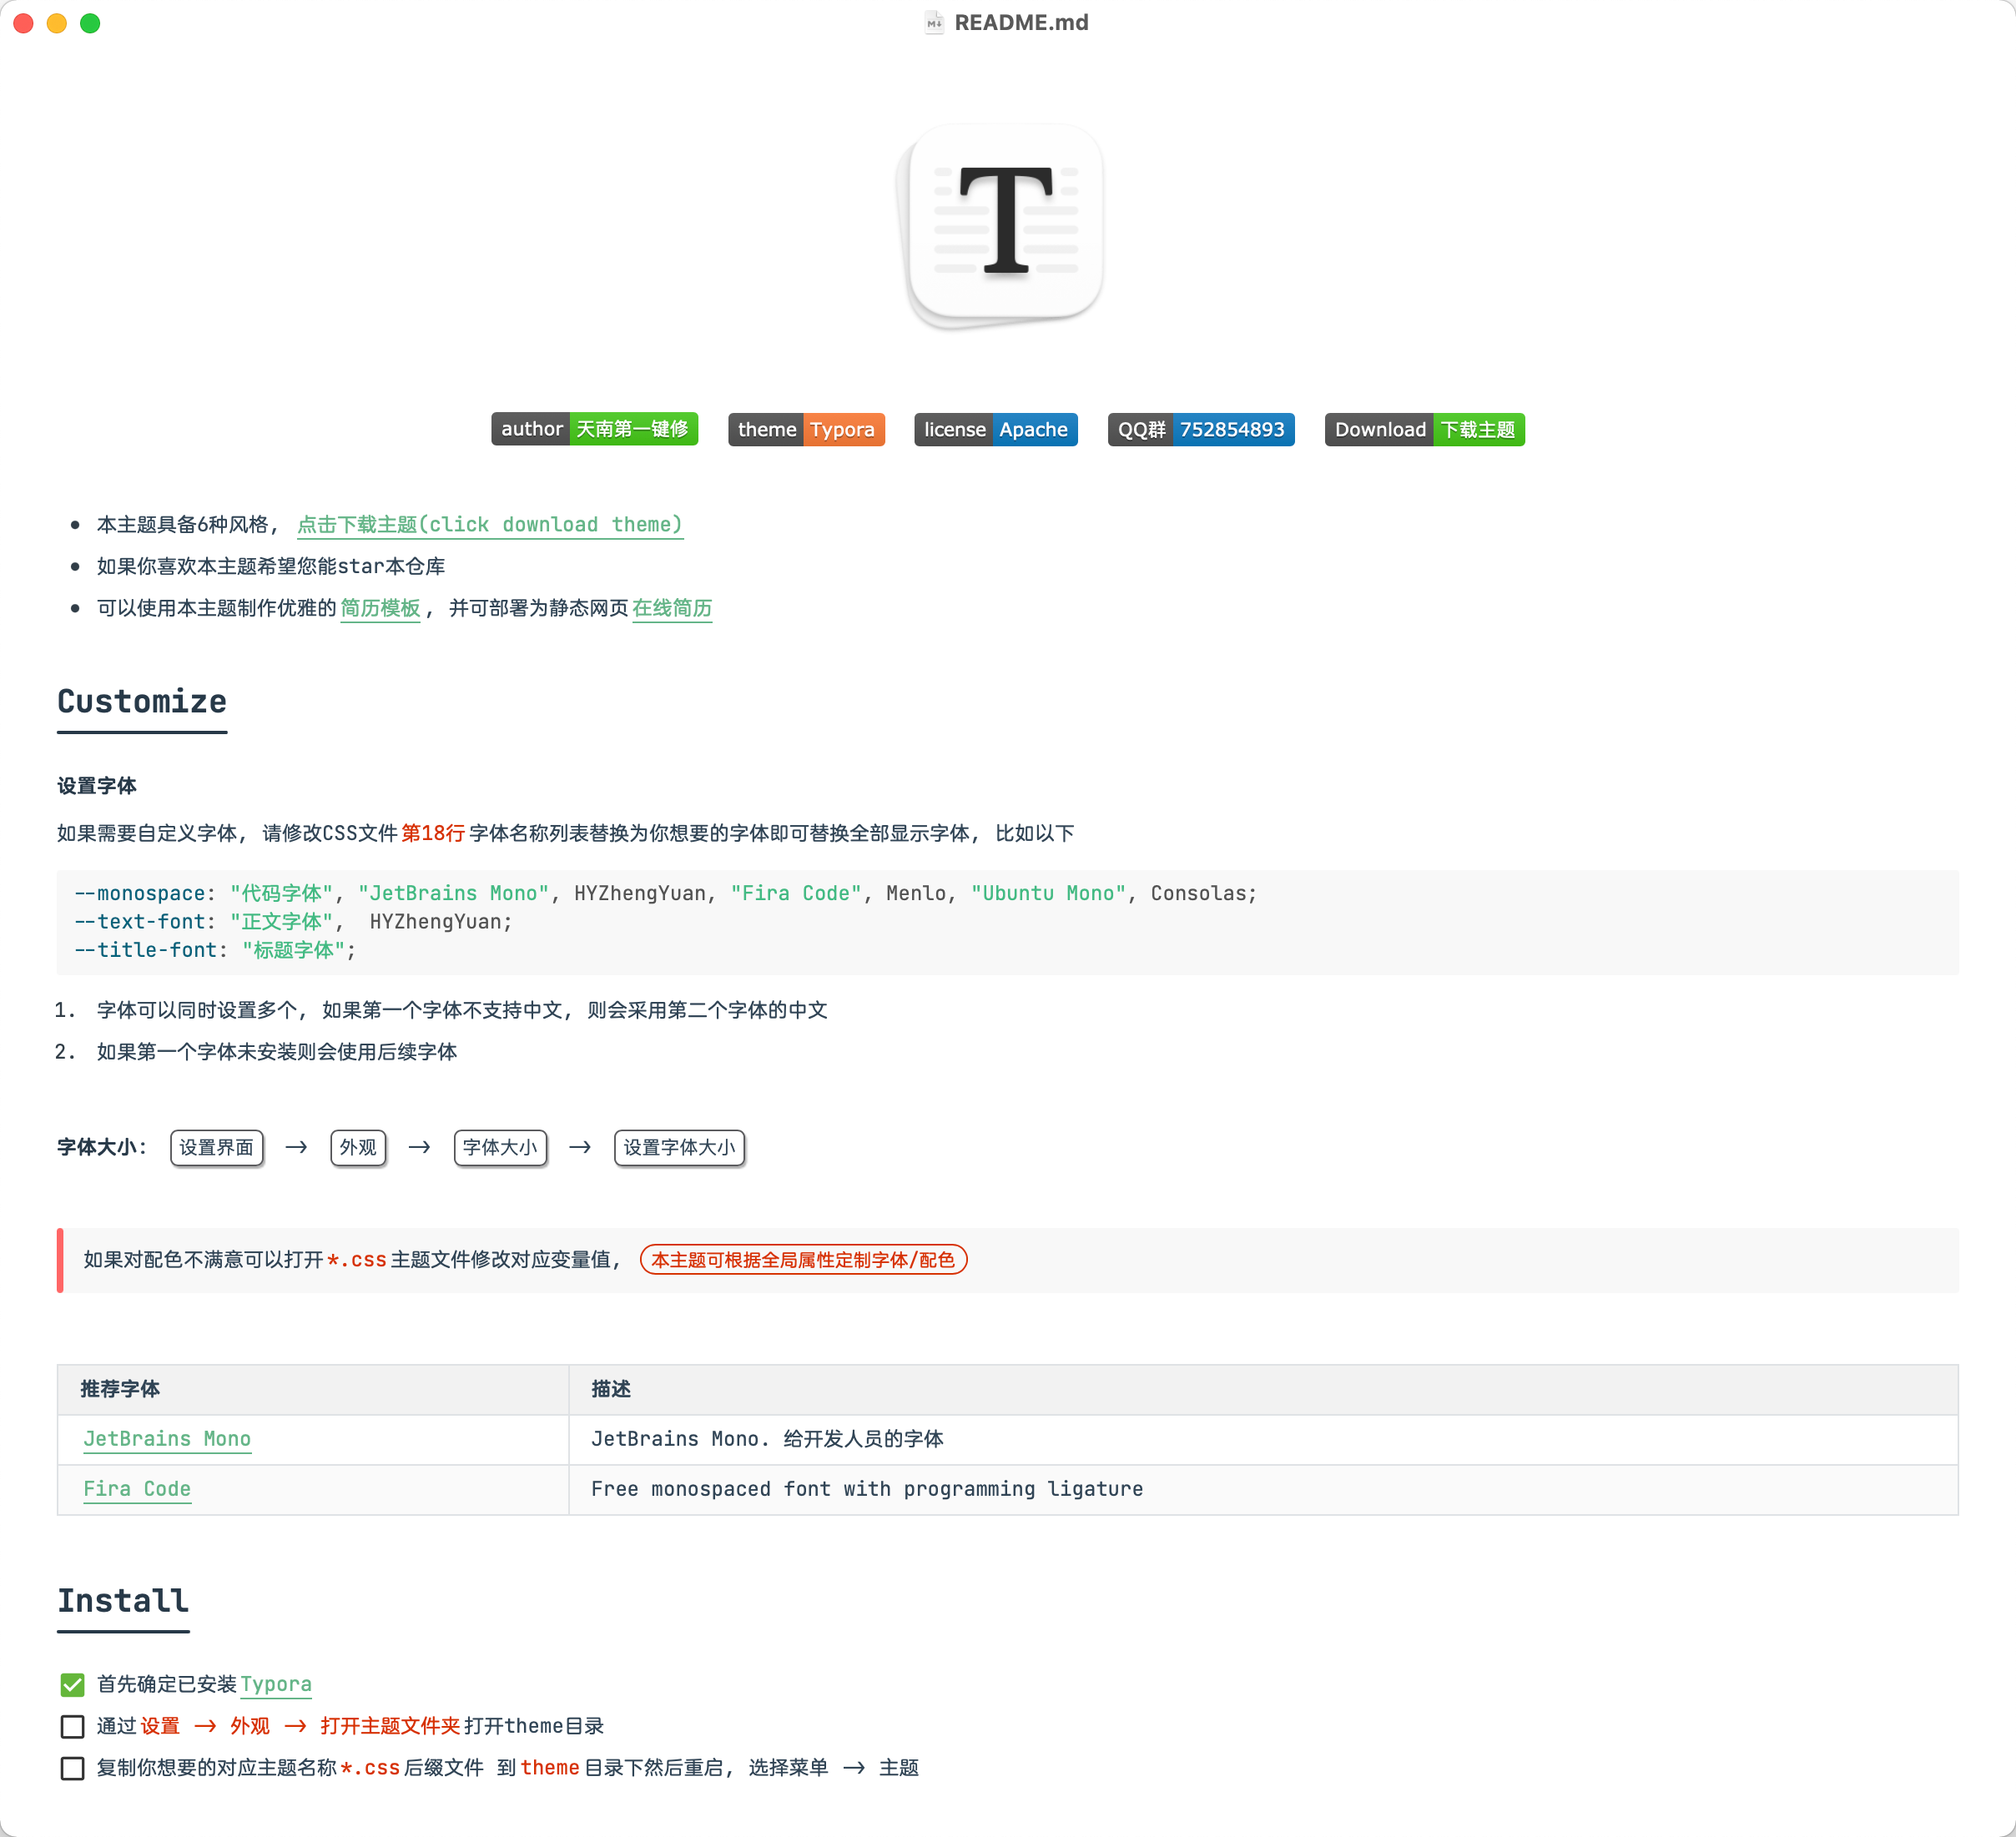 README.md
T
author 天南第一键修 theme Typora license Apache QQ群 752854893 Download 下载主题
• 本主题具备6种风格, 点击下载主题(click download theme)
• 如果你喜欢本主题希望您能star本仓库
• 可以使用本主题制作优雅的简历模板, 并可部署为静态网页在线简历
Customize
设置字体
如果需要自定义字体, 请修改CSS文件第18行字体名称列表替换为你想要的字体即可替换全部显示字体, 比如以下
--monospace: "代码字体", "JetBrains Mono", HYZhengYuan, "Fira Code", Menlo, "Ubuntu Mono", Consolas;
--text-font: "正文字体",  HYZhengYuan;
--title-font: "标题字体";
1. 字体可以同时设置多个, 如果第一个字体不支持中文, 则会采用第二个字体的中文
2. 如果第一个字体未安装则会使用后续字体
字体大小: 设置界面 → 外观 → 字体大小 → 设置字体大小
如果对配色不满意可以打开*.css主题文件修改对应变量值, 本主题可根据全局属性定制字体/配色
推荐字体 描述
JetBrains Mono JetBrains Mono. 给开发人员的字体
Fira Code Free monospaced font with programming ligature
Install
首先确定已安装Typora
通过设置 → 外观 → 打开主题文件夹打开theme目录
复制你想要的对应主题名称*.css后缀文件 到theme目录下然后重启, 选择菜单 → 主题